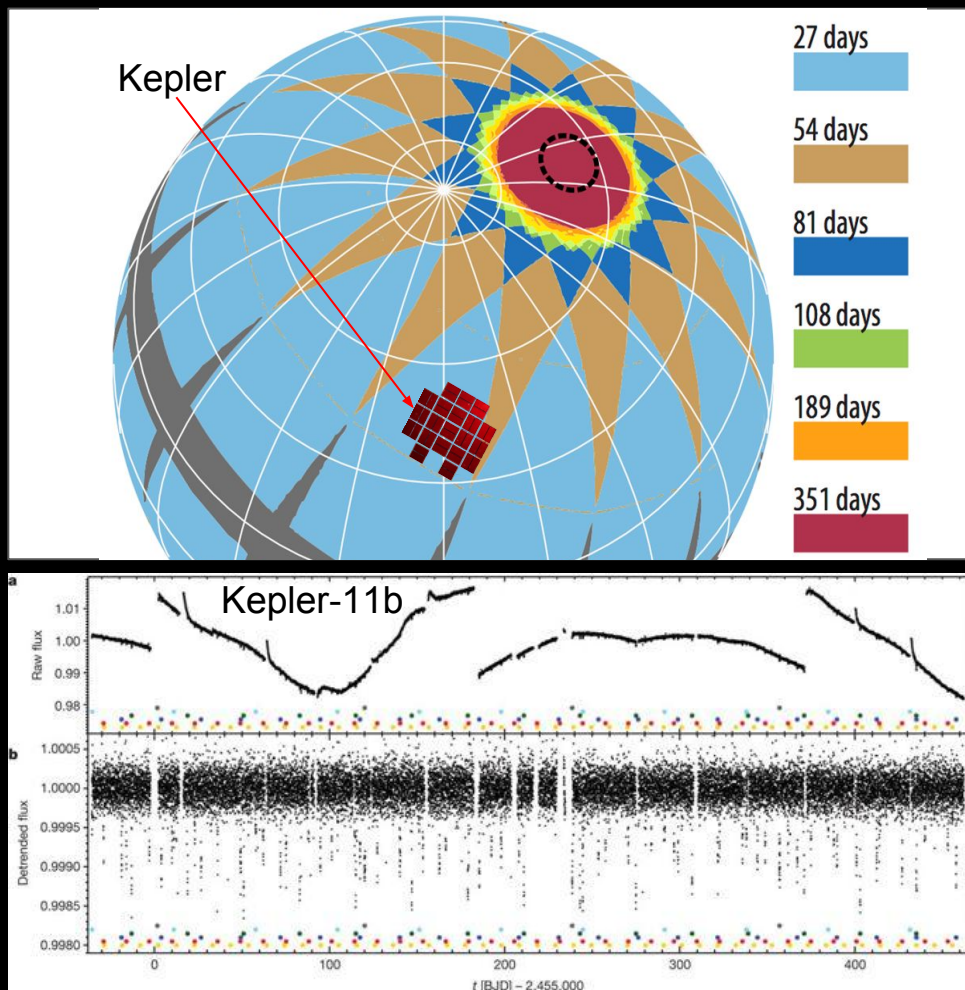 Kepler
27 days
54 days
81 days
108 days
189 days
351 days
a
Kepler-11b
Raw flux
1.01
1.00
0.99
0.98
b
Detrended flux
1.0005
1.0000
0.9995
0.9990
0.9985
0.9980
0 100 200 300 400
t [BJD] – 2,455,000